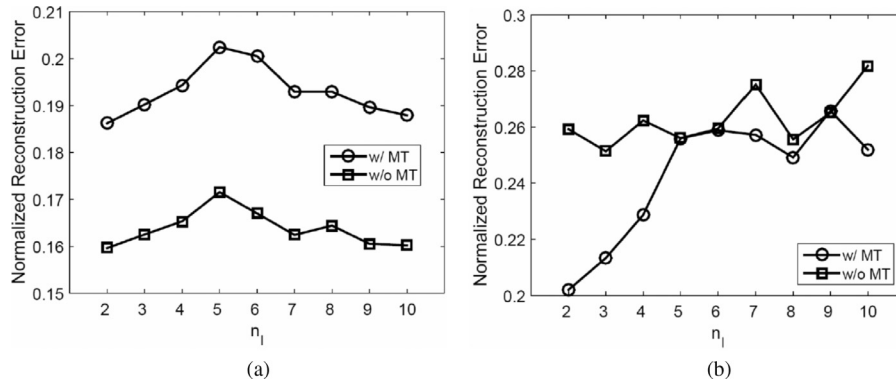 0.21
0.2
0.19
0.18
0.17
0.16
0.15
Normalized Reconstruction Error
w/ MT
w/o MT
2 3 4 5 6 7 8 9 10
n_l
(a)
0.3
0.28
0.26
0.24
0.22
0.2
Normalized Reconstruction Error
w/ MT
w/o MT
2 3 4 5 6 7 8 9 10
n_l
(b)